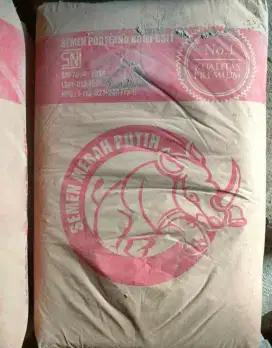 SEMEN PORTLAND KOMPOSIT
No.1
KUALITAS
PREMIUM
SNI
SEMEN MERAH PUTIH